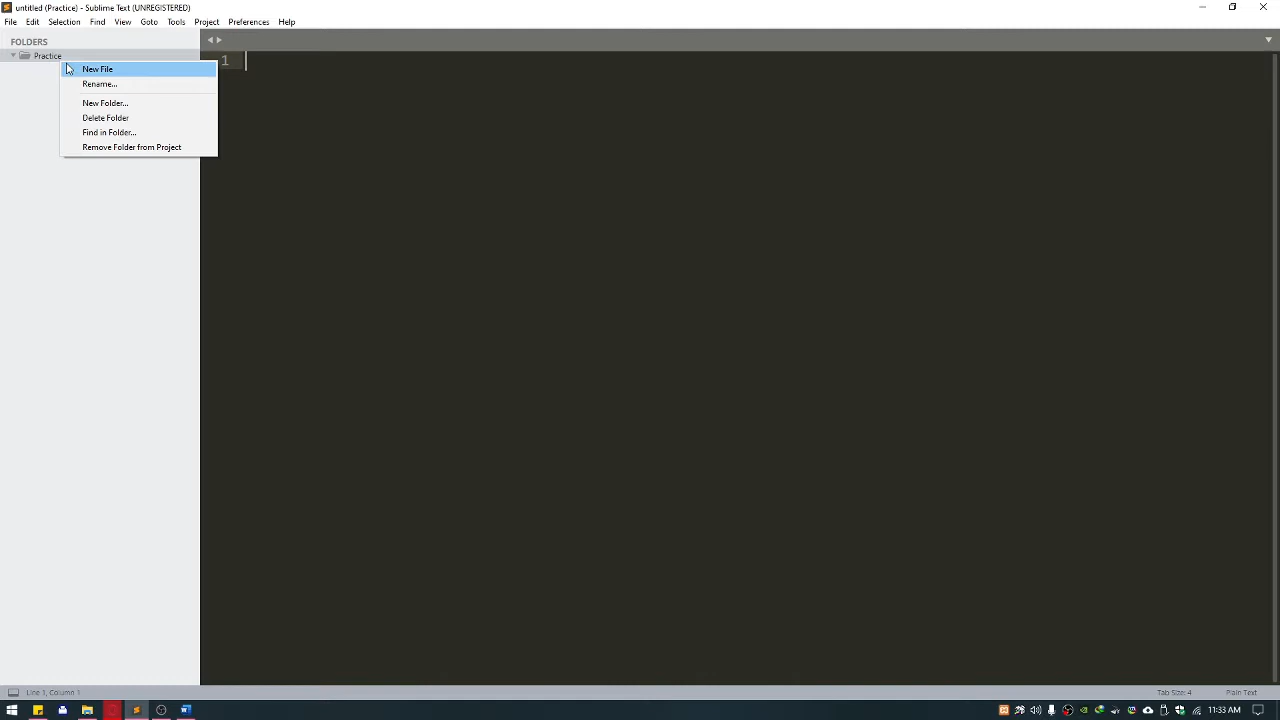 untitled (Practice) - Sublime Text (UNREGISTERED)
File Edit Selection Find View Goto Tools Project Preferences Help
FOLDERS
Practice
1
New File
Rename...
New Folder...
Delete Folder
Find in Folder...
Remove Folder from Project
Line 1, Column 1
Tab Size: 4
Plain Text
11:33 AM